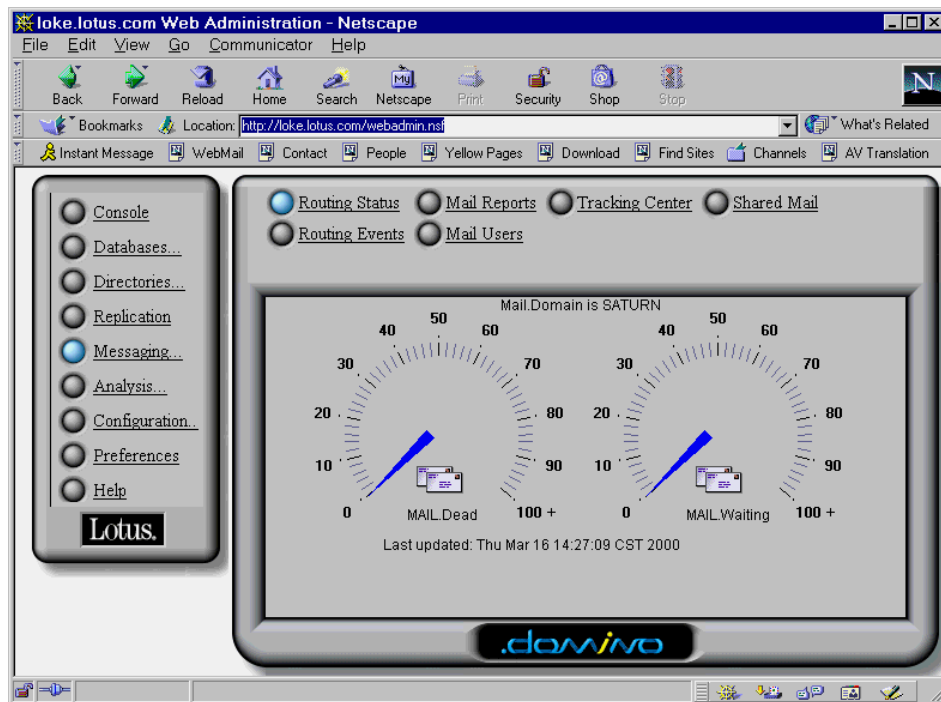 loke.lotus.com Web Administration - Netscape
File Edit View Go Communicator Help
Back Forward Reload Home Search Netscape Print Security Shop Stop
My
N
Bookmarks Location: http://loke.lotus.com/webadmin.nsf What's Related
Instant Message WebMail Contact People Yellow Pages Download Find Sites Channels AV Translation
Console
Databases...
Directories...
Replication
Messaging...
Analysis...
Configuration..
Preferences
Help
Lotus.
Routing Status Mail Reports Tracking Center Shared Mail
Routing Events Mail Users
Mail.Domain is SATURN
0 10 20 30 40 50 60 70 80 90 100 +
MAIL.Dead
0 10 20 30 40 50 60 70 80 90 100 +
MAIL.Waiting
Last updated: Thu Mar 16 14:27:09 CST 2000
.domino